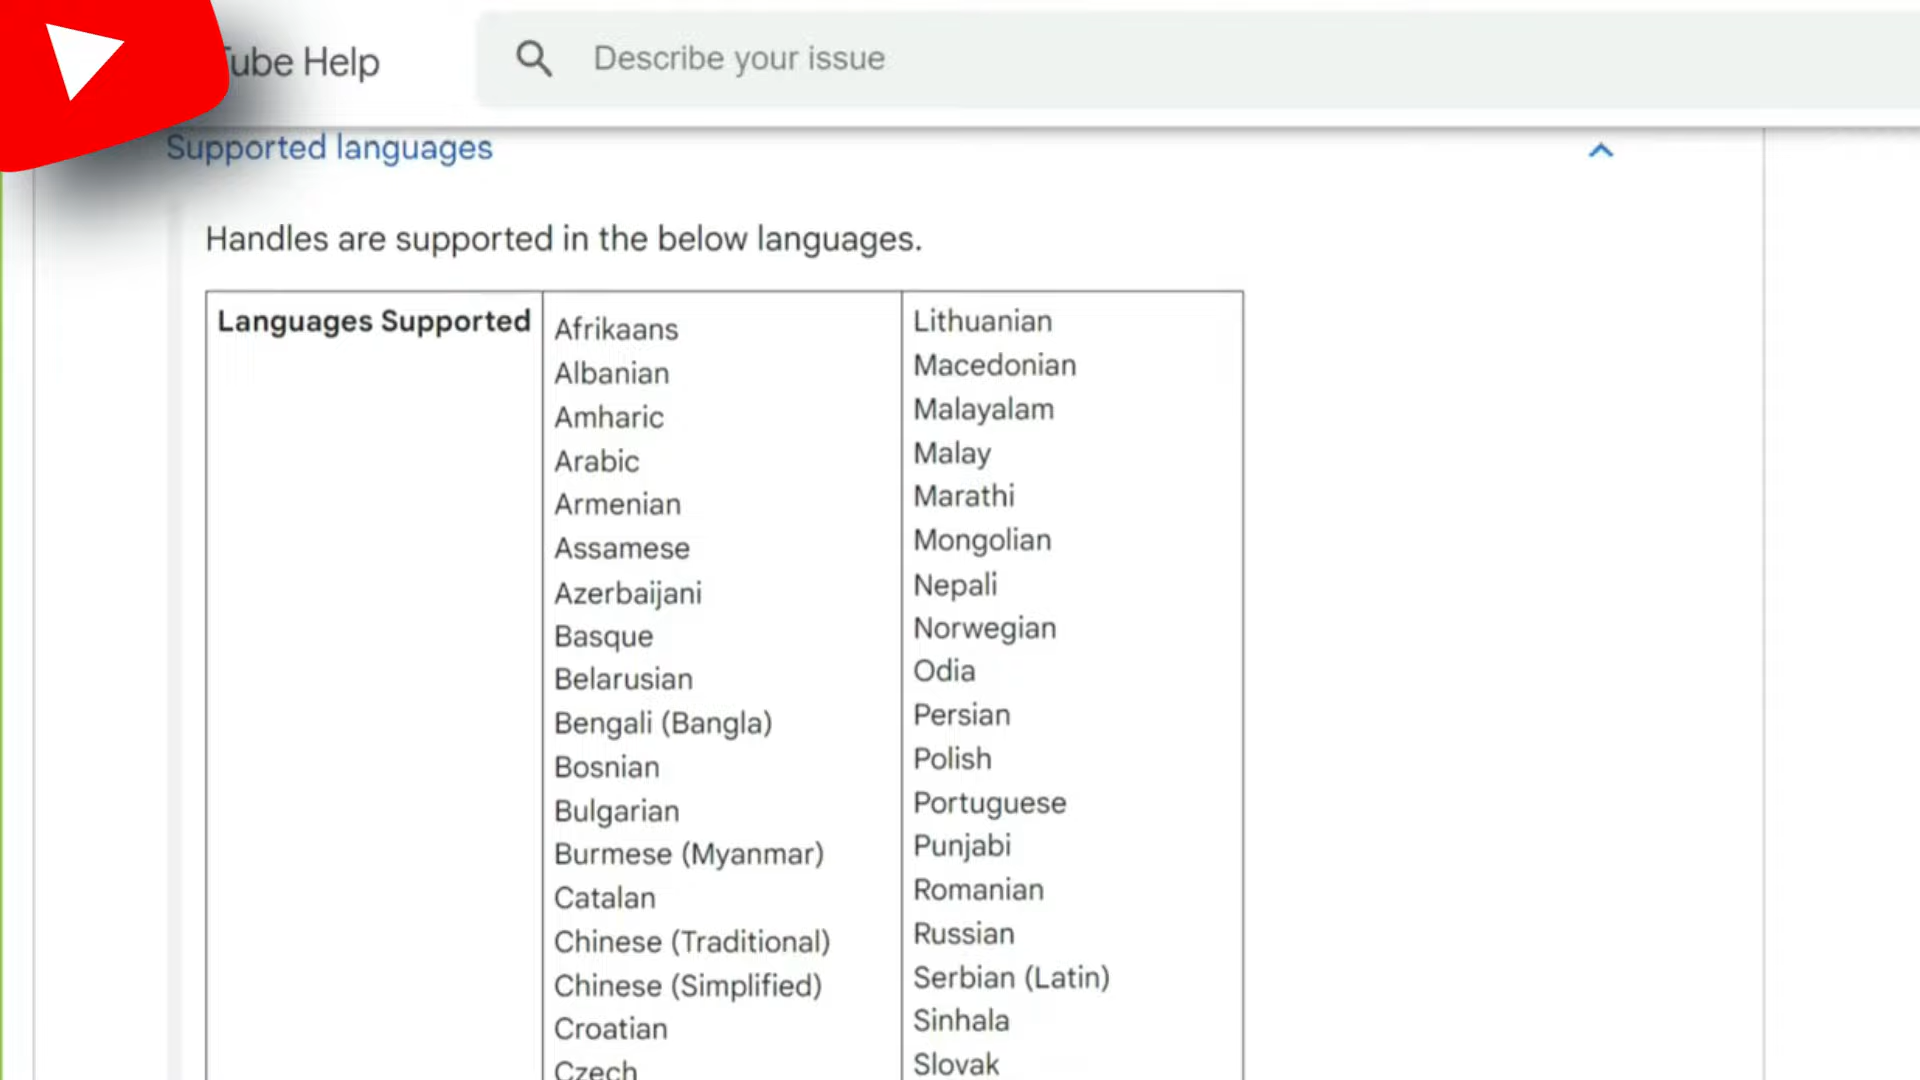 ube Help
Describe your issue
Supported languages
Handles are supported in the below languages.
Languages Supported
Afrikaans
Albanian
Amharic
Arabic
Armenian
Assamese
Azerbaijani
Basque
Belarusian
Bengali (Bangla)
Bosnian
Bulgarian
Burmese (Myanmar)
Catalan
Chinese (Traditional)
Chinese (Simplified)
Croatian
Czech
Lithuanian
Macedonian
Malayalam
Malay
Marathi
Mongolian
Nepali
Norwegian
Odia
Persian
Polish
Portuguese
Punjabi
Romanian
Russian
Serbian (Latin)
Sinhala
Slovak